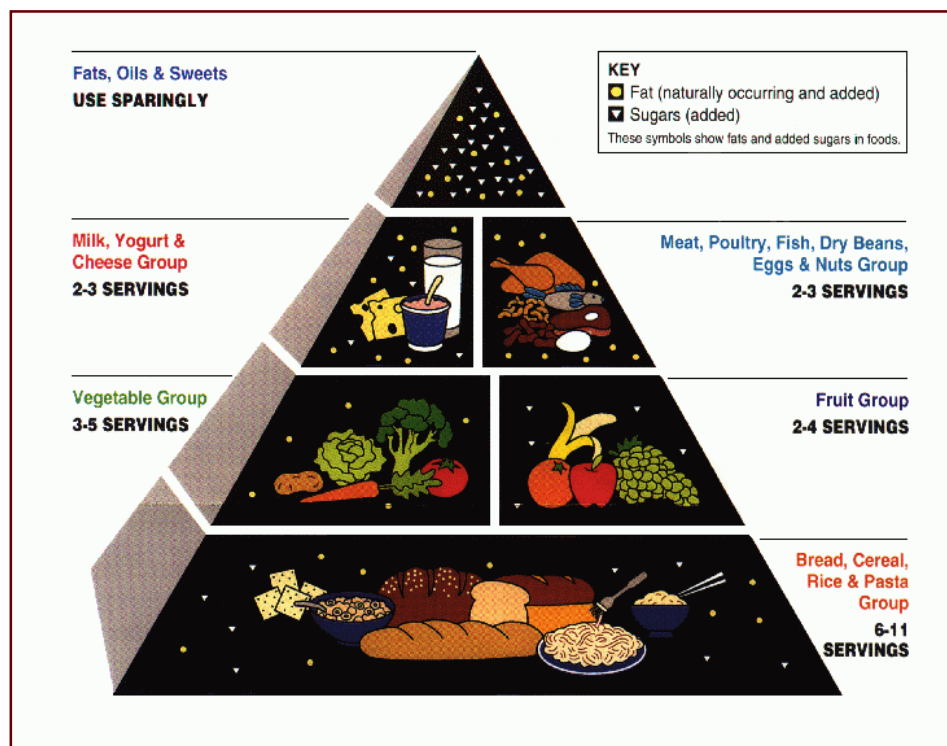 Fats, Oils & Sweets
USE SPARINGLY
KEY
Fat (naturally occurring and added)
Sugars (added)
These symbols show fats and added sugars in foods.
Milk, Yogurt &
Cheese Group
2-3 SERVINGS
Meat, Poultry, Fish, Dry Beans,
Eggs & Nuts Group
2-3 SERVINGS
Vegetable Group
3-5 SERVINGS
Fruit Group
2-4 SERVINGS
Bread, Cereal,
Rice & Pasta
Group
6-11
SERVINGS